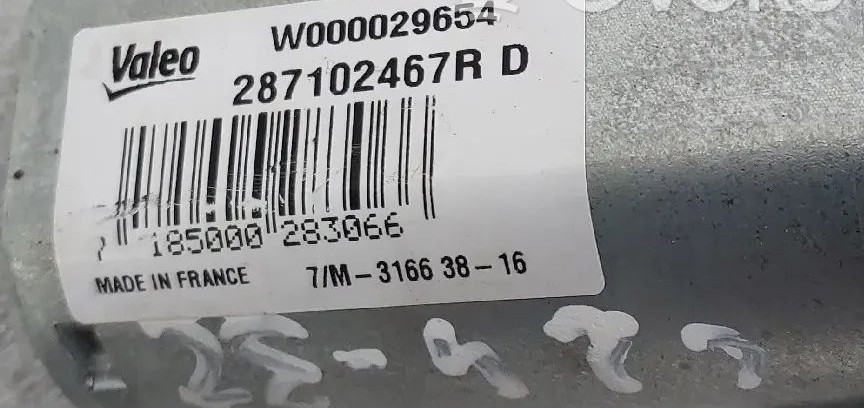 Valeo
W000029654
287102467R D
185000 283066
MADE IN FRANCE
7/M-3166 38-16